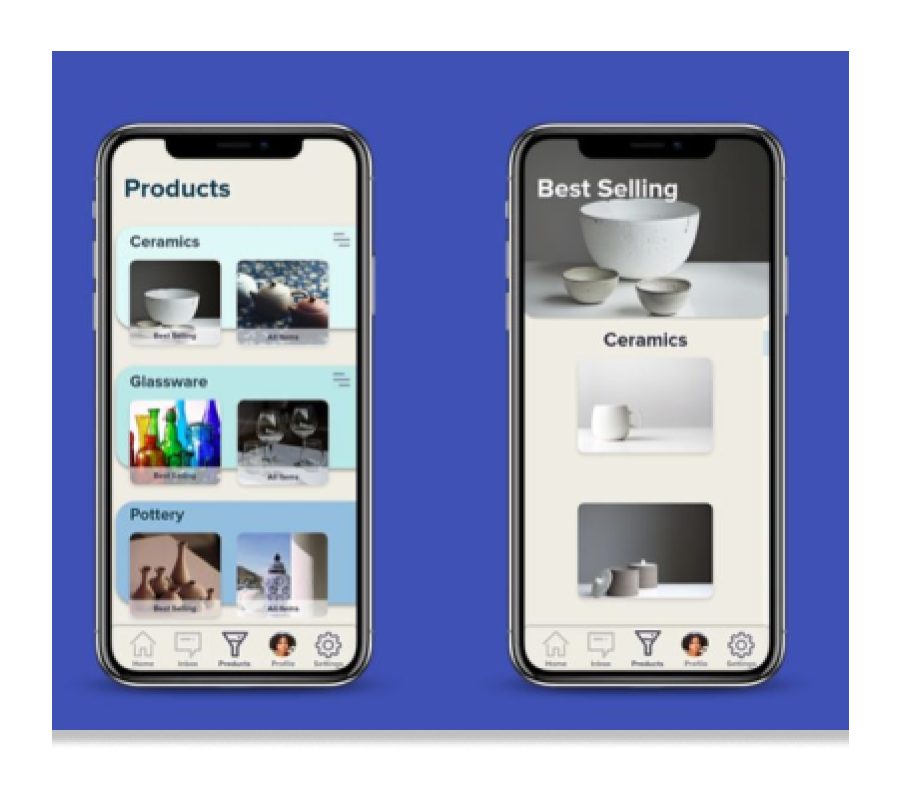 Products
Ceramics
Best Selling
All Items
Glassware
Best Selling
All Items
Pottery
Best Selling
All Items
Home
Inbox
Products
Profile
Settings
Best Selling
Ceramics
Home
Inbox
Products
Profile
Settings